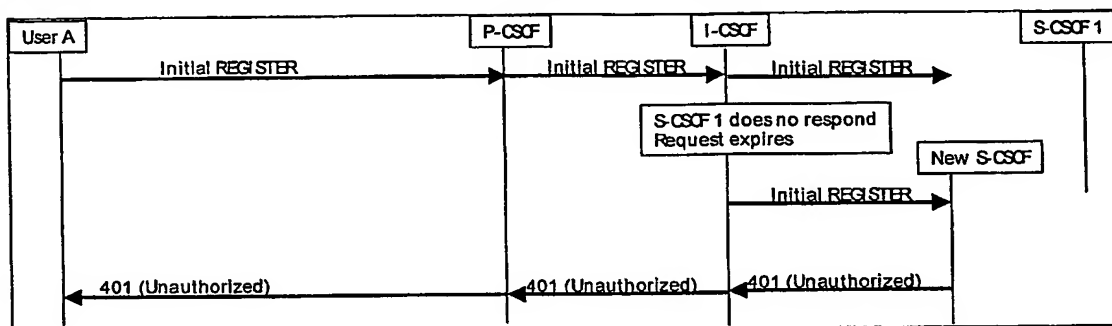 User A
P-CSCF
I-CSCF
S-CSCF 1
Initial REGISTER
Initial REGISTER
Initial REGISTER
S-CSCF 1 does no respond
Request expires
New S-CSCF
Initial REGISTER
401 (Unauthorized)
401 (Unauthorized)
401 (Unauthorized)